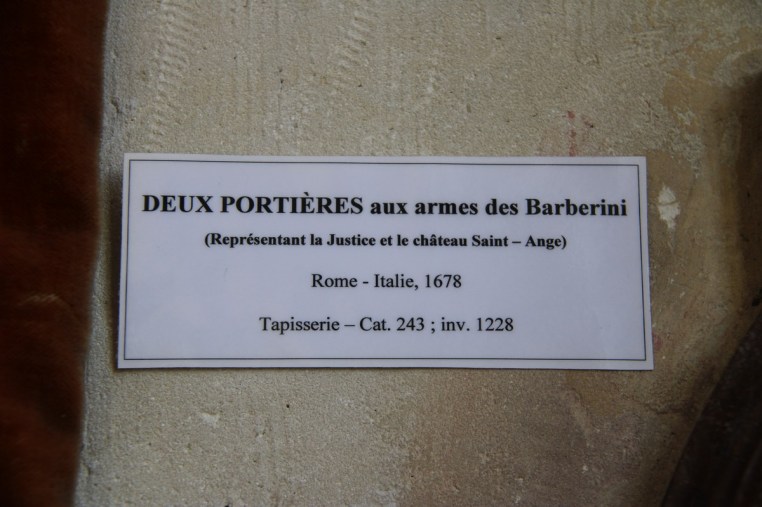 DEUX PORTIÈRES aux armes des Barberini
(Représentant la Justice et le château Saint – Ange)
Rome - Italie, 1678
Tapisserie – Cat. 243 ; inv. 1228